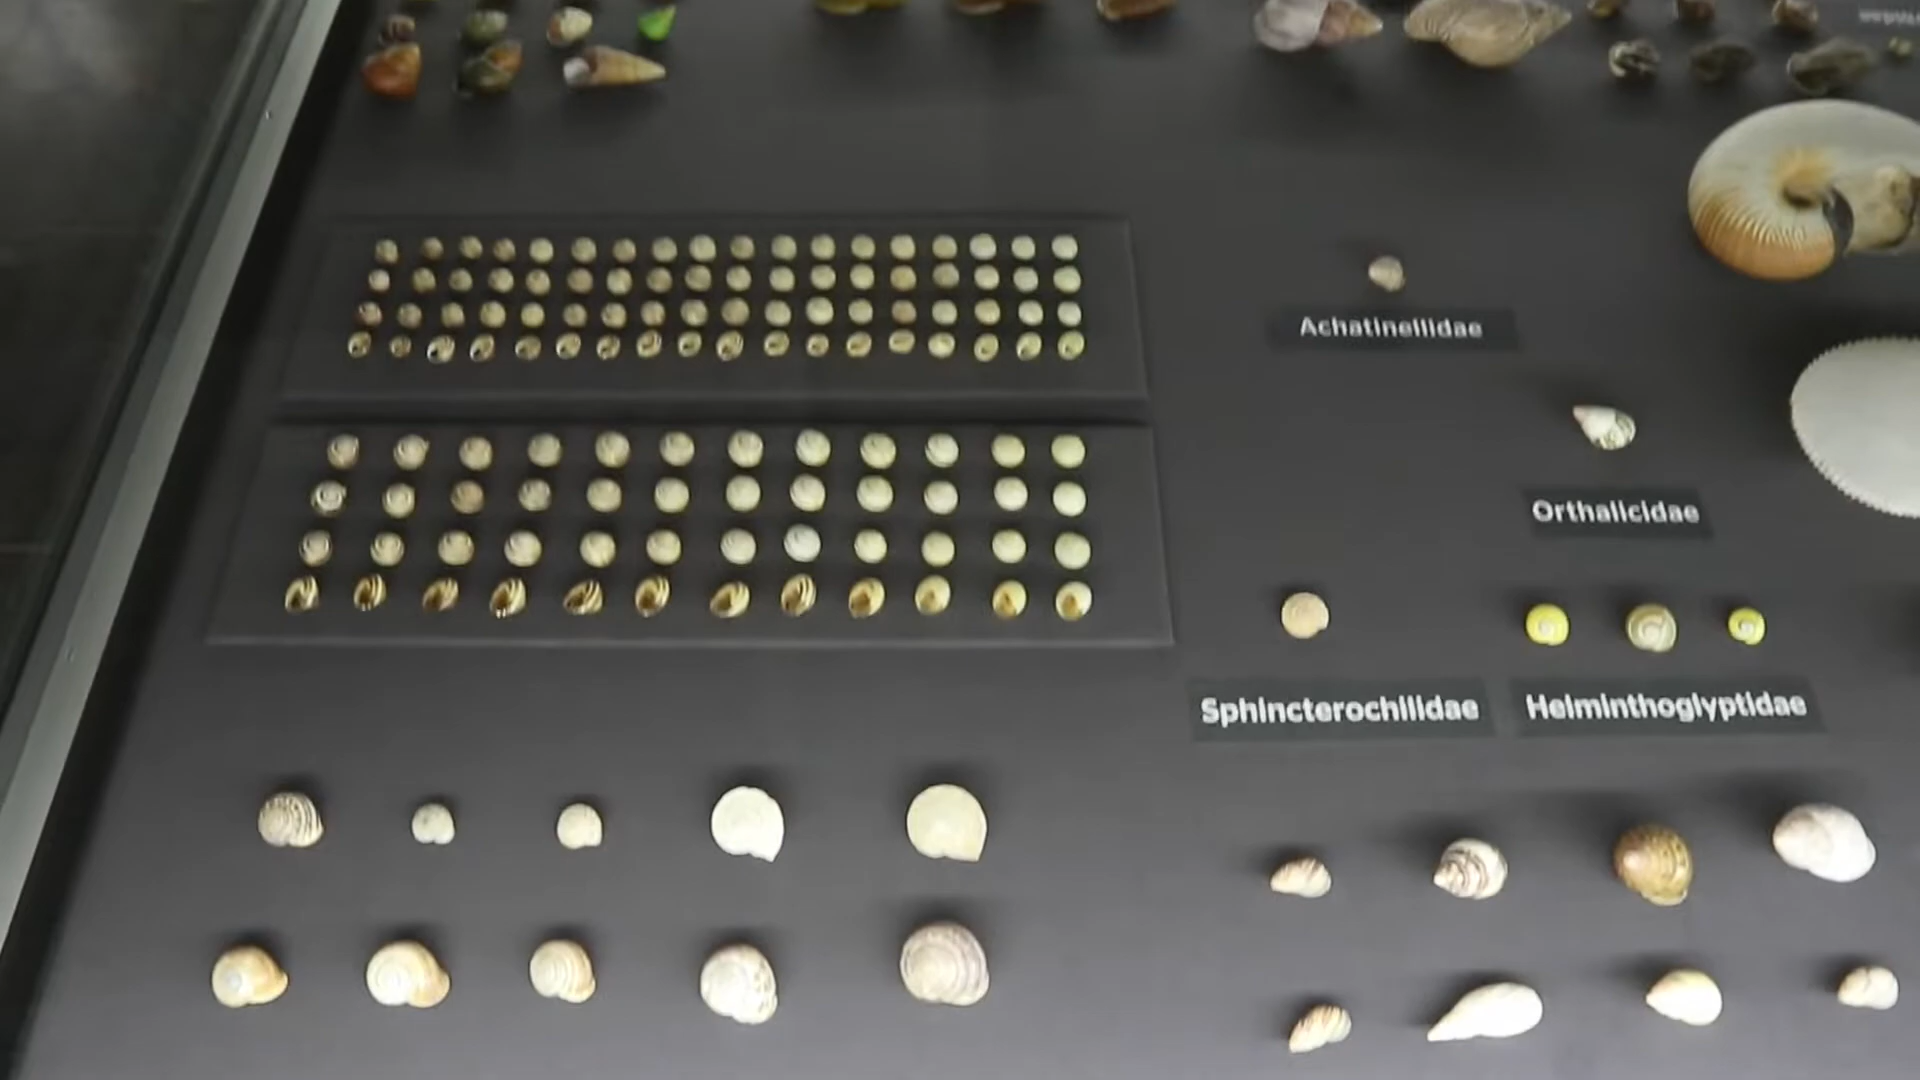 Achatinellidae
Orthalicidae
Sphincterochilidae
Helminthoglyptidae